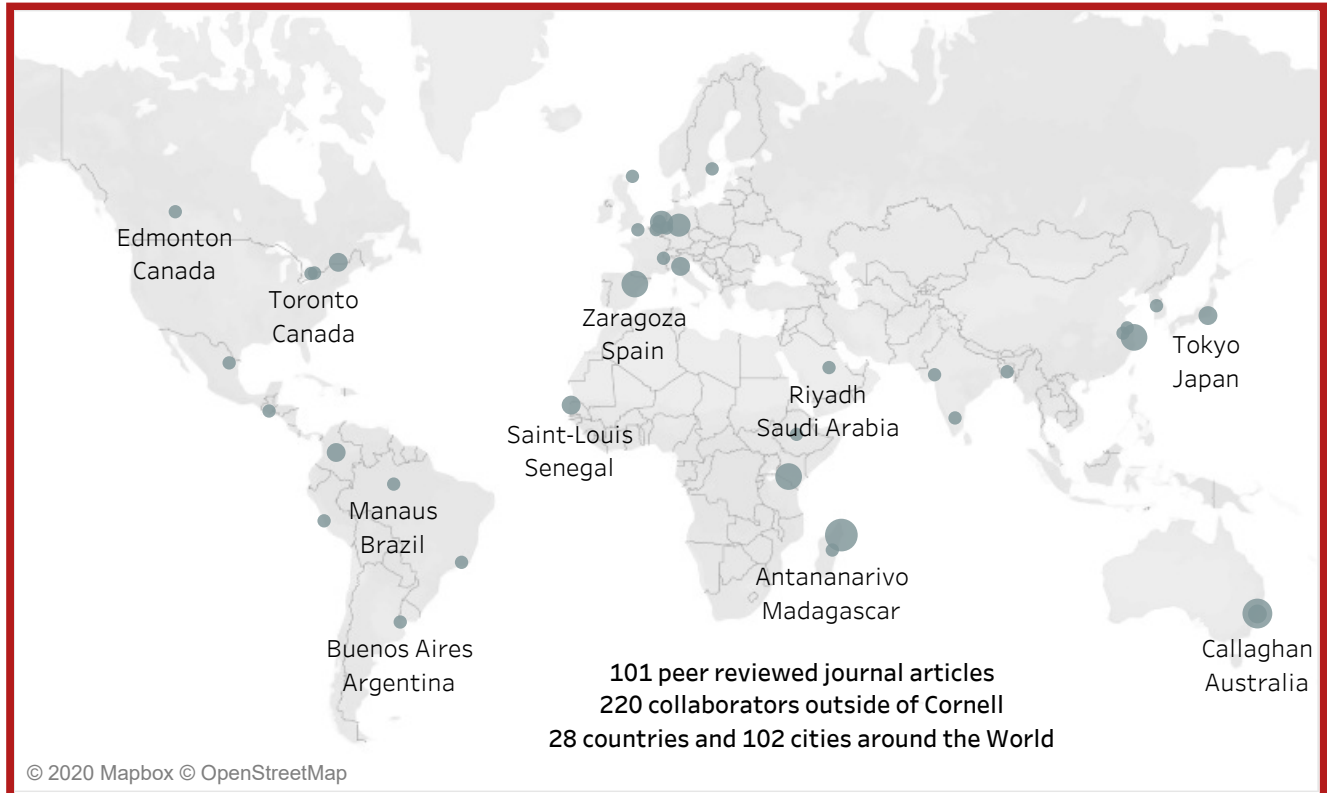 Edmonton
Canada
Toronto
Canada
Zaragoza
Spain
Tokyo
Japan
Riyadh
Saudi Arabia
Saint-Louis
Senegal
Manaus
Brazil
Antananarivo
Madagascar
Buenos Aires
Argentina
Callaghan
Australia
101 peer reviewed journal articles
220 collaborators outside of Cornell
28 countries and 102 cities around the World
© 2020 Mapbox © OpenStreetMap